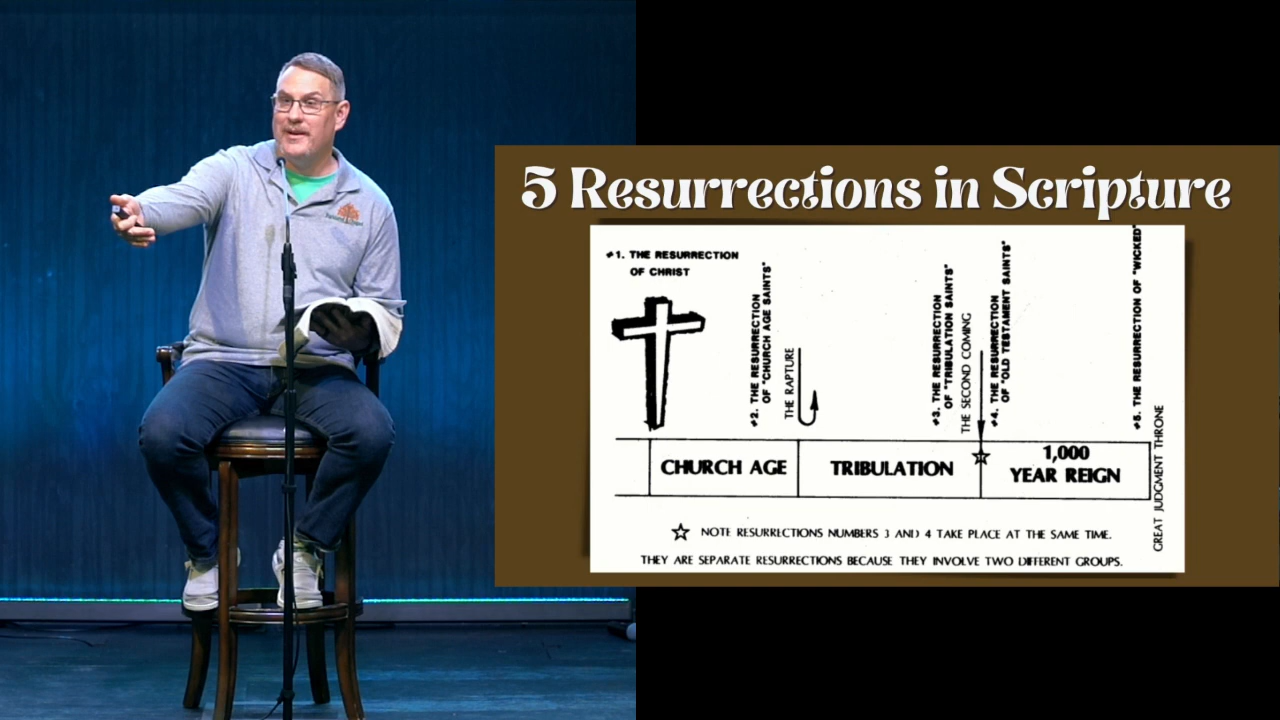 5 Resurrections in Scripture
#1. THE RESURRECTION
OF CHRIST
#2. THE RESURRECTION
OF "CHURCH AGE SAINTS"
THE RAPTURE
#3. THE RESURRECTION
OF "TRIBULATION SAINTS"
THE SECOND COMING
#4. THE RESURRECTION
OF "OLD TESTAMENT SAINTS"
#5. THE RESURRECTION OF "WICKED"
CHURCH AGE
TRIBULATION
1,000
YEAR REIGN
GREAT JUDGMENT THRONE
NOTE RESURRECTIONS NUMBERS 3 AND 4 TAKE PLACE AT THE SAME TIME.
THEY ARE SEPARATE RESURRECTIONS BECAUSE THEY INVOLVE TWO DIFFERENT GROUPS.